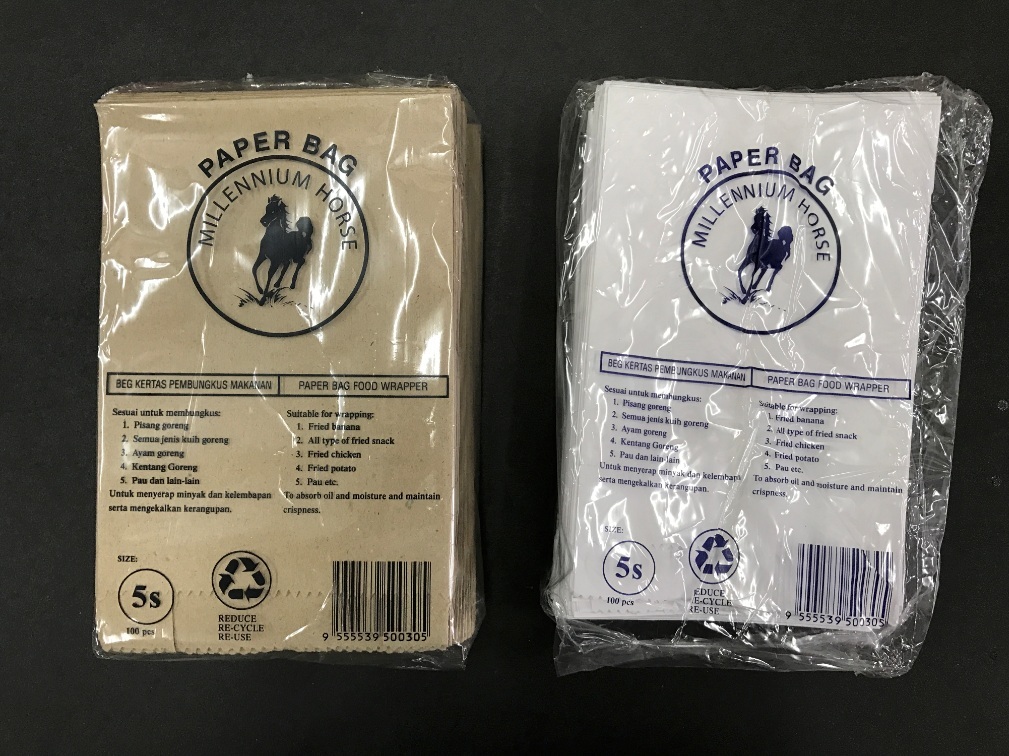 PAPER BAG
MILLENNIUM HORSE
BEG KERTAS PEMBUNGKUS MAKANAN
PAPER BAG FOOD WRAPPER
Sesuai untuk membungkus:
1. Pisang goreng
2. Semua jenis kuih goreng
3. Ayam goreng
4. Kentang Goreng
5. Pau dan lain-lain
Untuk menyerap minyak dan kelembapan
serta mengekalkan kerangupan.
Suitable for wrapping:
1. Fried banana
2. All type of fried snack
3. Fried chicken
4. Fried potato
5. Pau etc.
To absorb oil and moisture and maintain
crispness.
SIZE:
5s
100 pcs
REDUCE
RE-CYCLE
RE-USE
9 555539 500305
PAPER BAG
MILLENNIUM HORSE
BEG KERTAS PEMBUNGKUS MAKANAN
PAPER BAG FOOD WRAPPER
Sesuai untuk membungkus:
1. Pisang goreng
2. Semua jenis kuih goreng
3. Ayam goreng
4. Kentang Goreng
5. Pau dan lain-lain
Untuk menyerap minyak dan kelembapan
serta mengekalkan kerangupan.
Suitable for wrapping:
1. Fried banana
2. All type of fried snack
3. Fried chicken
4. Fried potato
5. Pau etc.
To absorb oil and moisture and maintain
crispness.
SIZE:
5s
100 pcs
REDUCE
RE-CYCLE
RE-USE
9 555539 500305